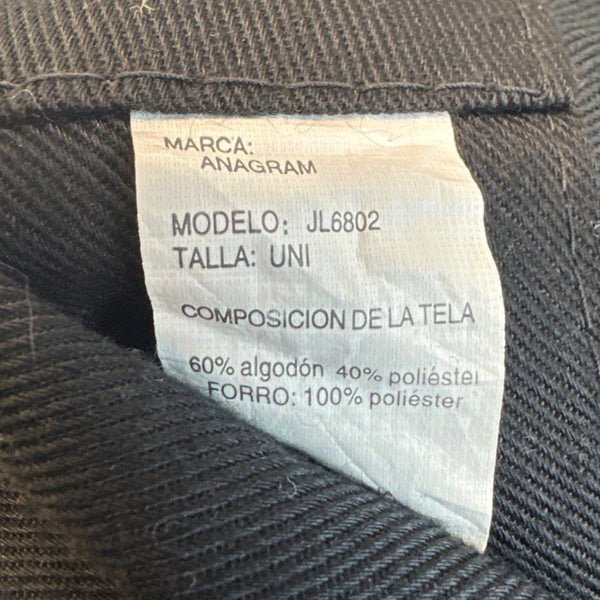 MARCA:
ANAGRAM
MODELO: JL6802
TALLA: UNI
COMPOSICION DE LA TELA
60% algodón 40% poliéster
FORRO: 100% poliéster